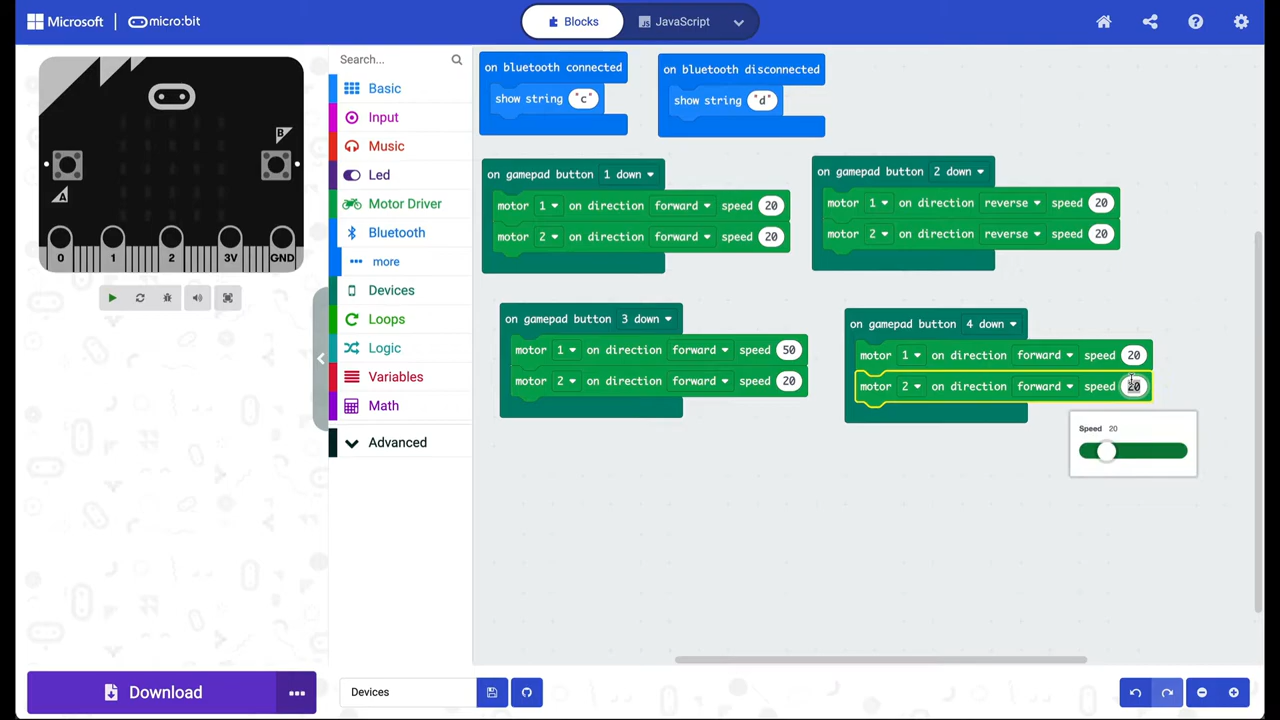 Microsoft
micro:bit
Blocks
JavaScript
Search...
Basic
Input
Music
Led
Motor Driver
Bluetooth
more
Devices
Loops
Logic
Variables
Math
Advanced
B
A
0 1 2 3V GND
on bluetooth connected
show string "c"
on bluetooth disconnected
show string "d"
on gamepad button 1 down
motor 1 on direction forward speed 20
motor 2 on direction forward speed 20
on gamepad button 2 down
motor 1 on direction reverse speed 20
motor 2 on direction reverse speed 20
on gamepad button 3 down
motor 1 on direction forward speed 50
motor 2 on direction forward speed 20
on gamepad button 4 down
motor 1 on direction forward speed 20
motor 2 on direction forward speed 20
Speed 20
Download
Devices